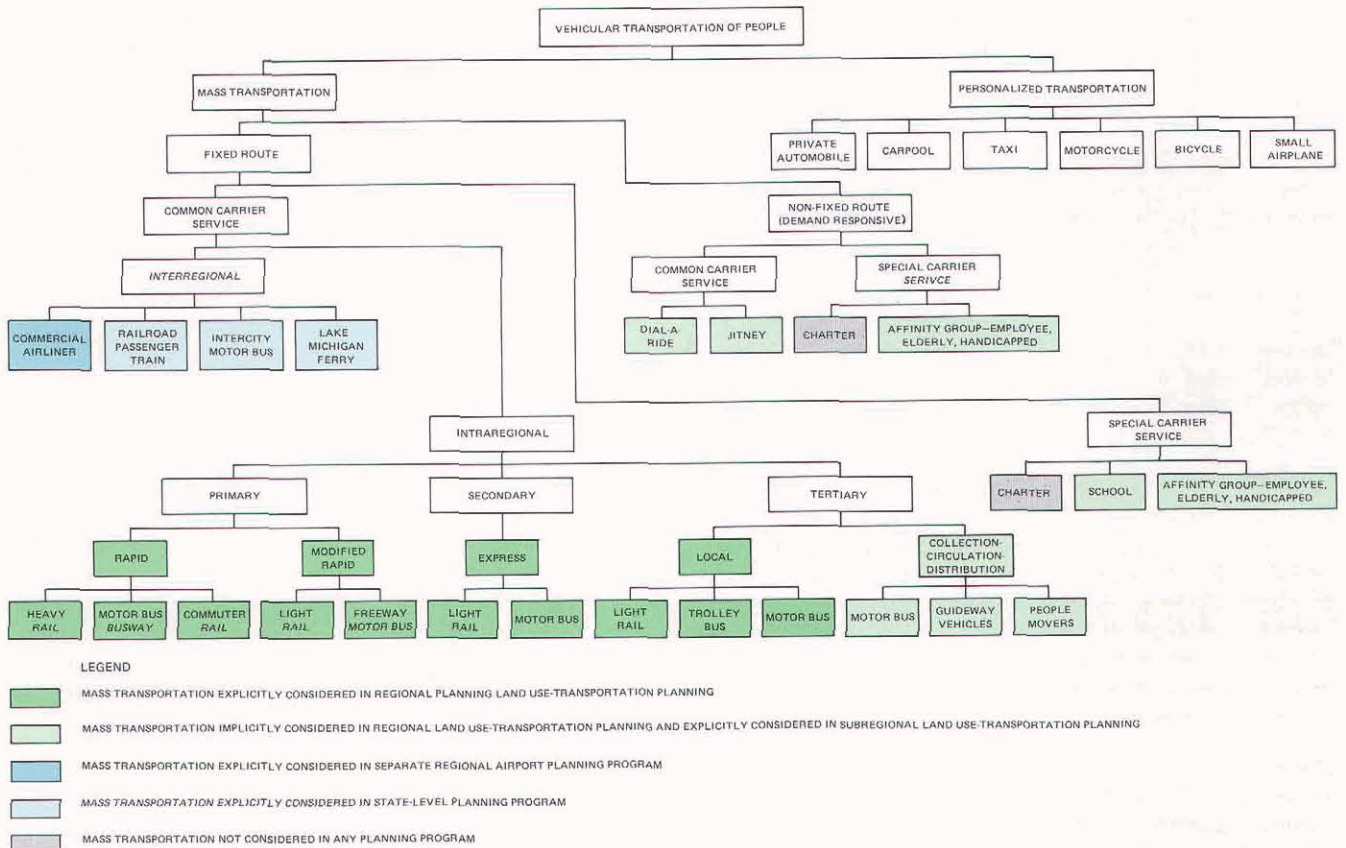 VEHICULAR TRANSPORTATION OF PEOPLE
MASS TRANSPORTATION
PERSONALIZED TRANSPORTATION
FIXED ROUTE
PRIVATE
AUTOMOBILE
CARPOOL
TAXI
MOTORCYCLE
BICYCLE
SMALL
AIRPLANE
COMMON CARRIER
SERVICE
NON-FIXED ROUTE
(DEMAND RESPONSIVE)
INTERREGIONAL
COMMON CARRIER
SERVICE
SPECIAL CARRIER
SERIVCE
COMMERCIAL
AIRLINER
RAILROAD
PASSENGER
TRAIN
INTERCITY
MOTOR BUS
LAKE
MICHIGAN
FERRY
DIAL-A-
RIDE
JITNEY
CHARTER
AFFINITY GROUP–EMPLOYEE,
ELDERLY, HANDICAPPED
INTRAREGIONAL
SPECIAL CARRIER
SERVICE
PRIMARY
SECONDARY
TERTIARY
CHARTER
SCHOOL
AFFINITY GROUP–EMPLOYEE,
ELDERLY, HANDICAPPED
RAPID
MODIFIED
RAPID
EXPRESS
LOCAL
COLLECTION-
CIRCULATION-
DISTRIBUTION
HEAVY
RAIL
MOTOR BUS
BUSWAY
COMMUTER
RAIL
LIGHT
RAIL
FREEWAY
MOTOR BUS
LIGHT
RAIL
MOTOR BUS
LIGHT
RAIL
TROLLEY
BUS
MOTOR BUS
MOTOR BUS
GUIDEWAY
VEHICLES
PEOPLE
MOVERS
LEGEND
MASS TRANSPORTATION EXPLICITLY CONSIDERED IN REGIONAL PLANNING LAND USE-TRANSPORTATION PLANNING
MASS TRANSPORTATION IMPLICITLY CONSIDERED IN REGIONAL LAND USE-TRANSPORTATION PLANNING AND EXPLICITLY CONSIDERED IN SUBREGIONAL LAND USE-TRANSPORTATION PLANNING
MASS TRANSPORTATION EXPLICITLY CONSIDERED IN SEPARATE REGIONAL AIRPORT PLANNING PROGRAM
MASS TRANSPORTATION EXPLICITLY CONSIDERED IN STATE-LEVEL PLANNING PROGRAM
MASS TRANSPORTATION NOT CONSIDERED IN ANY PLANNING PROGRAM